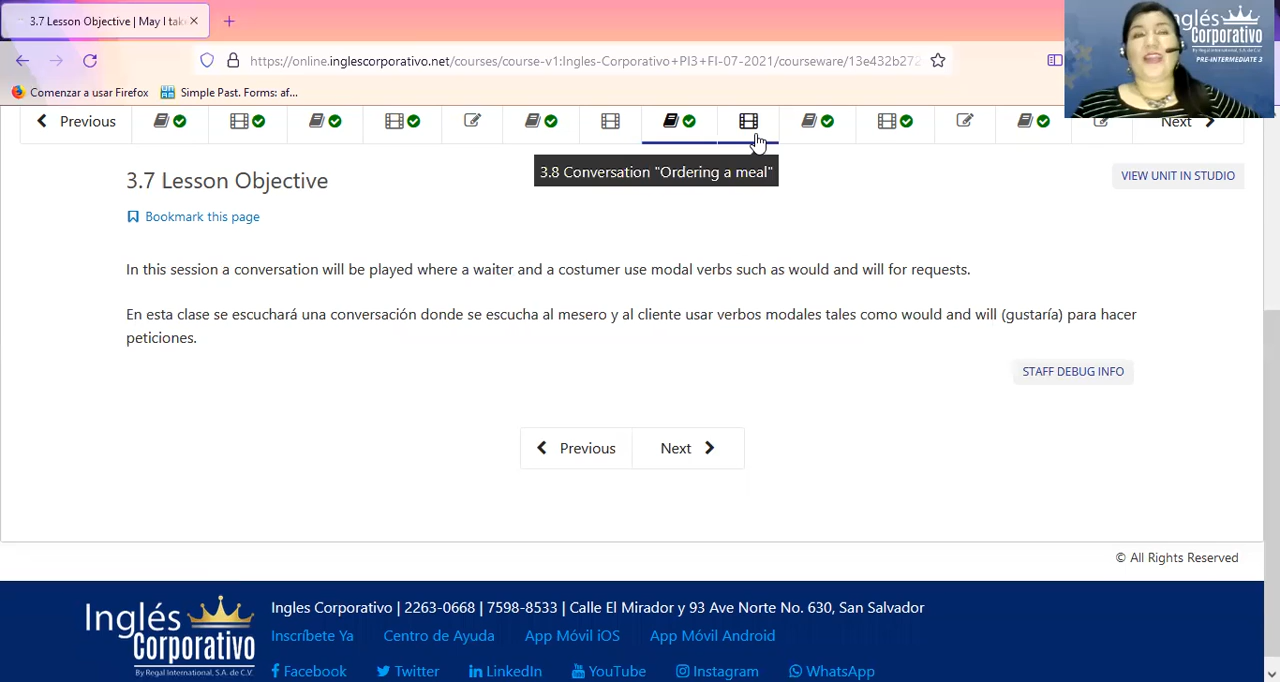 3.7 Lesson Objective | May I tak
https://online.inglescorporativo.net/courses/course-v1:Ingles-Corporativo+PI3+FI-07-2021/courseware/13e432b272
Comenzar a usar Firefox
Simple Past. Forms: af...
Inglés
Corporativo
By Regal International, S.A. de C.V.
PRE-INTERMEDIATE 3
Previous
Next
3.8 Conversation "Ordering a meal"
3.7 Lesson Objective
VIEW UNIT IN STUDIO
Bookmark this page
In this session a conversation will be played where a waiter and a costumer use modal verbs such as would and will for requests.
En esta clase se escuchará una conversación donde se escucha al mesero y al cliente usar verbos modales tales como would and will (gustaría) para hacer
peticiones.
STAFF DEBUG INFO
Previous
Next
© All Rights Reserved
Inglés
Corporativo
By Regal International, S.A. de C.V.
Ingles Corporativo | 2263-0668 | 7598-8533 | Calle El Mirador y 93 Ave Norte No. 630, San Salvador
Inscríbete Ya
Centro de Ayuda
App Móvil iOS
App Móvil Android
Facebook
Twitter
LinkedIn
YouTube
Instagram
WhatsApp